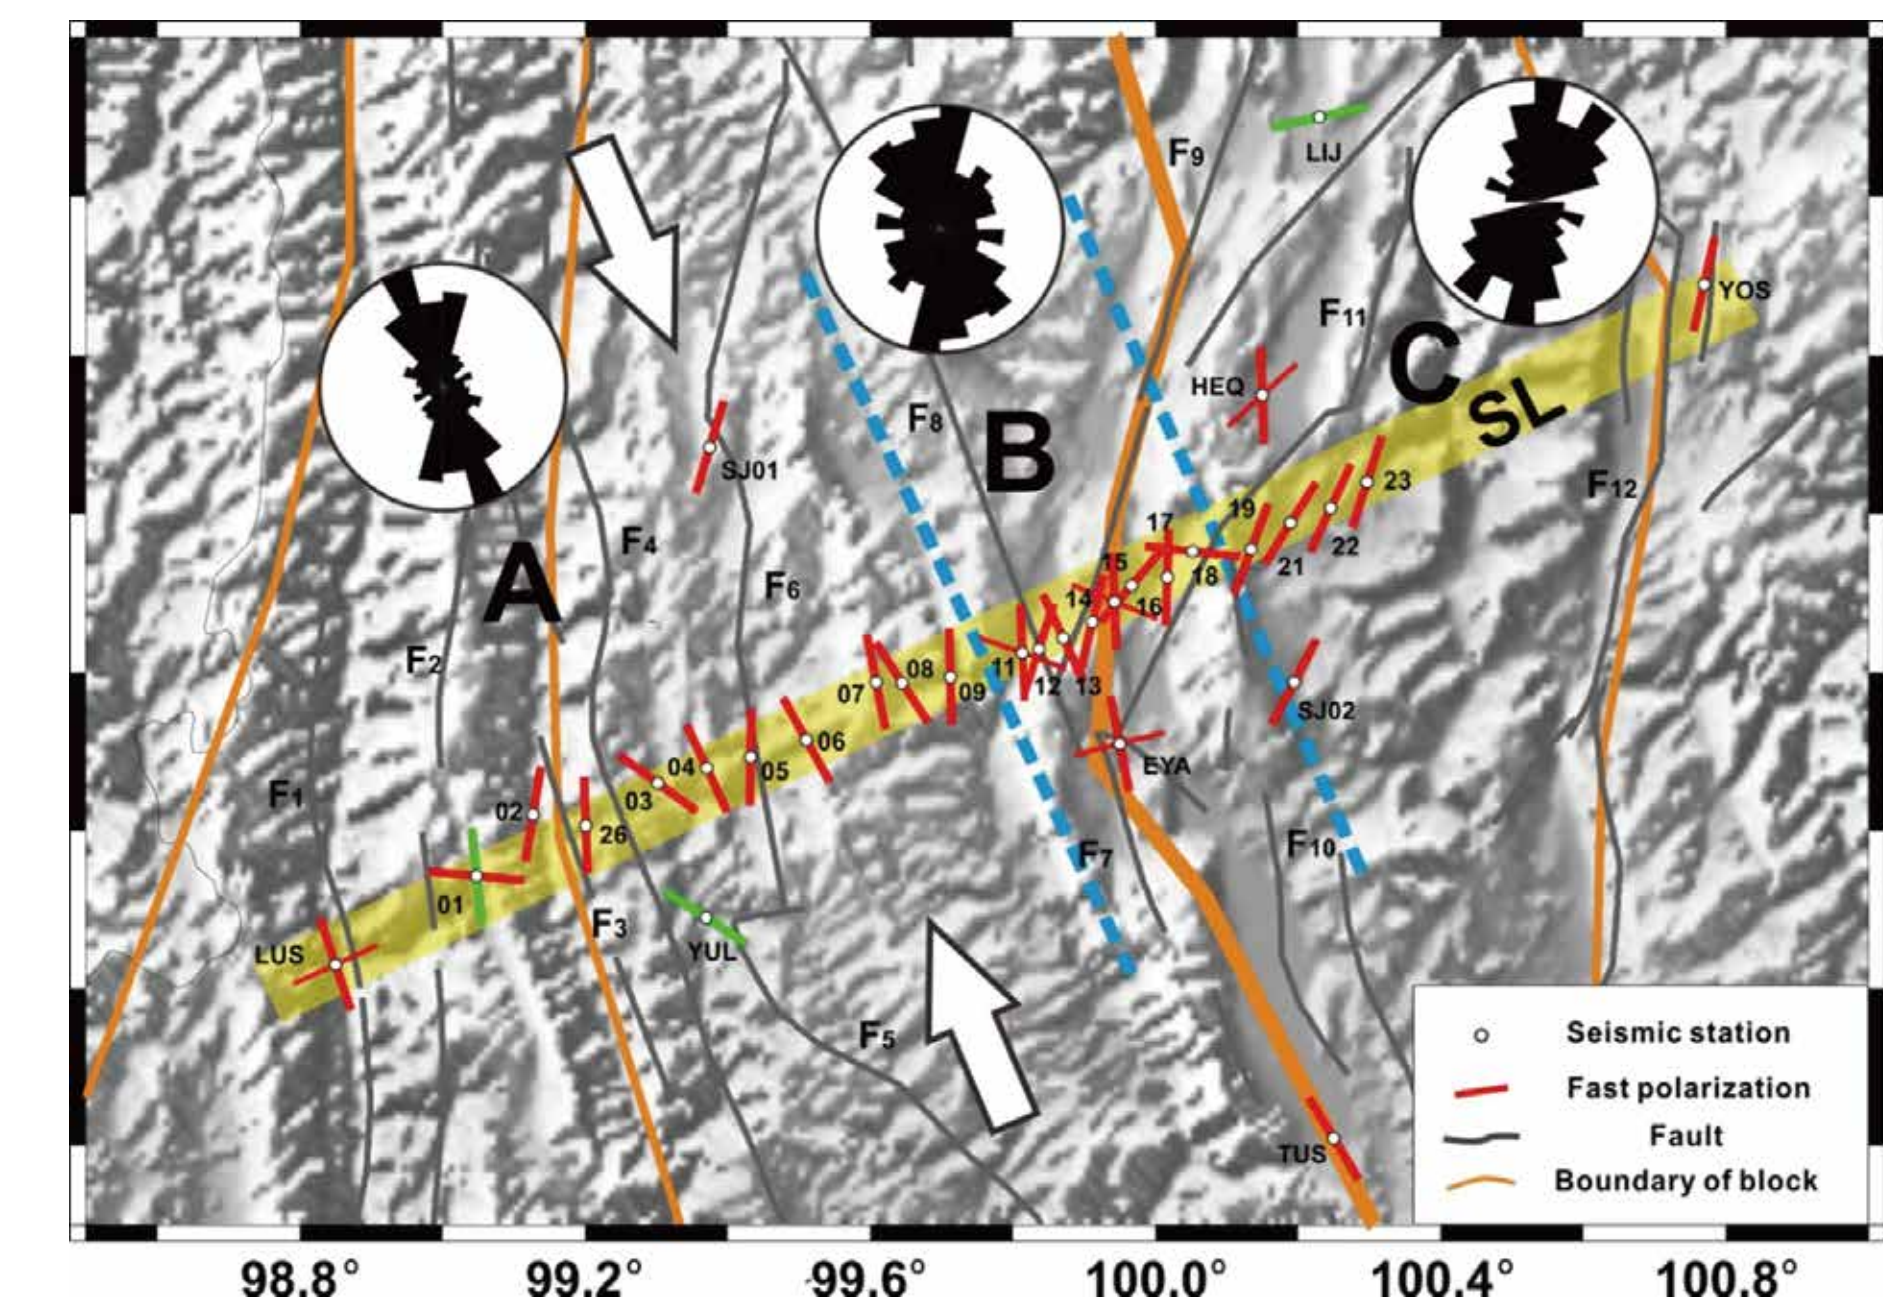 F9
LIJ
YOS
F11
HEQ
C
SL
F8
B
SJ01
23
F12
F4
A
F6
17
19
22
21
18
15
14
16
F2
11
12
13
07
08
09
SJ02
06
04
05
03
EYA
F1
02
26
F7
F10
01
F3
YUL
LUS
F5
Seismic station
Fast polarization
Fault
Boundary of block
TUS
98.8° 99.2° 99.6° 100.0° 100.4° 100.8°